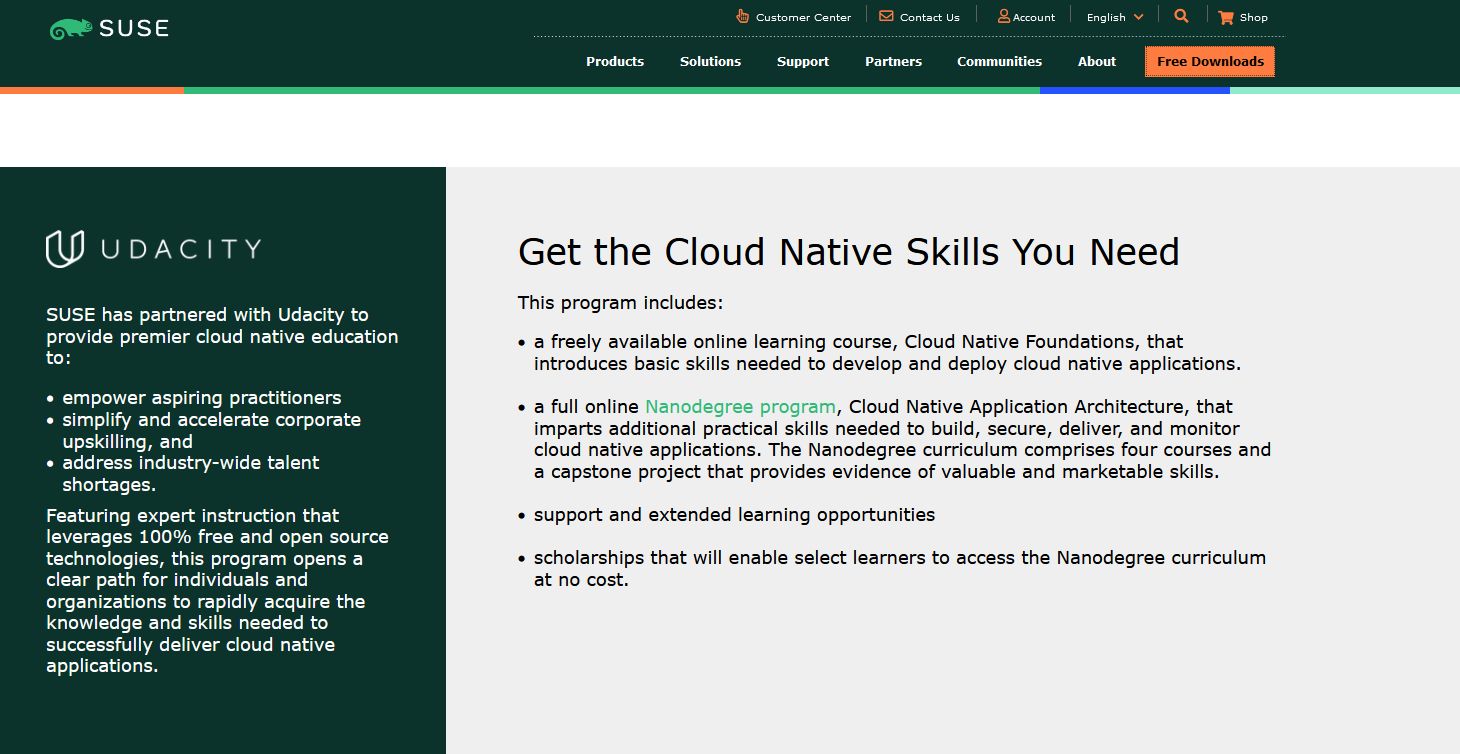 SUSE
Customer Center
Contact Us
Account
English
Shop
Products
Solutions
Support
Partners
Communities
About
Free Downloads
UDACITY
SUSE has partnered with Udacity to
provide premier cloud native education
to:
• empower aspiring practitioners
• simplify and accelerate corporate
upskilling, and
• address industry-wide talent
shortages.
Featuring expert instruction that
leverages 100% free and open source
technologies, this program opens a
clear path for individuals and
organizations to rapidly acquire the
knowledge and skills needed to
successfully deliver cloud native
applications.
Get the Cloud Native Skills You Need
This program includes:
• a freely available online learning course, Cloud Native Foundations, that
introduces basic skills needed to develop and deploy cloud native applications.
• a full online Nanodegree program, Cloud Native Application Architecture, that
imparts additional practical skills needed to build, secure, deliver, and monitor
cloud native applications. The Nanodegree curriculum comprises four courses and
a capstone project that provides evidence of valuable and marketable skills.
• support and extended learning opportunities
• scholarships that will enable select learners to access the Nanodegree curriculum
at no cost.